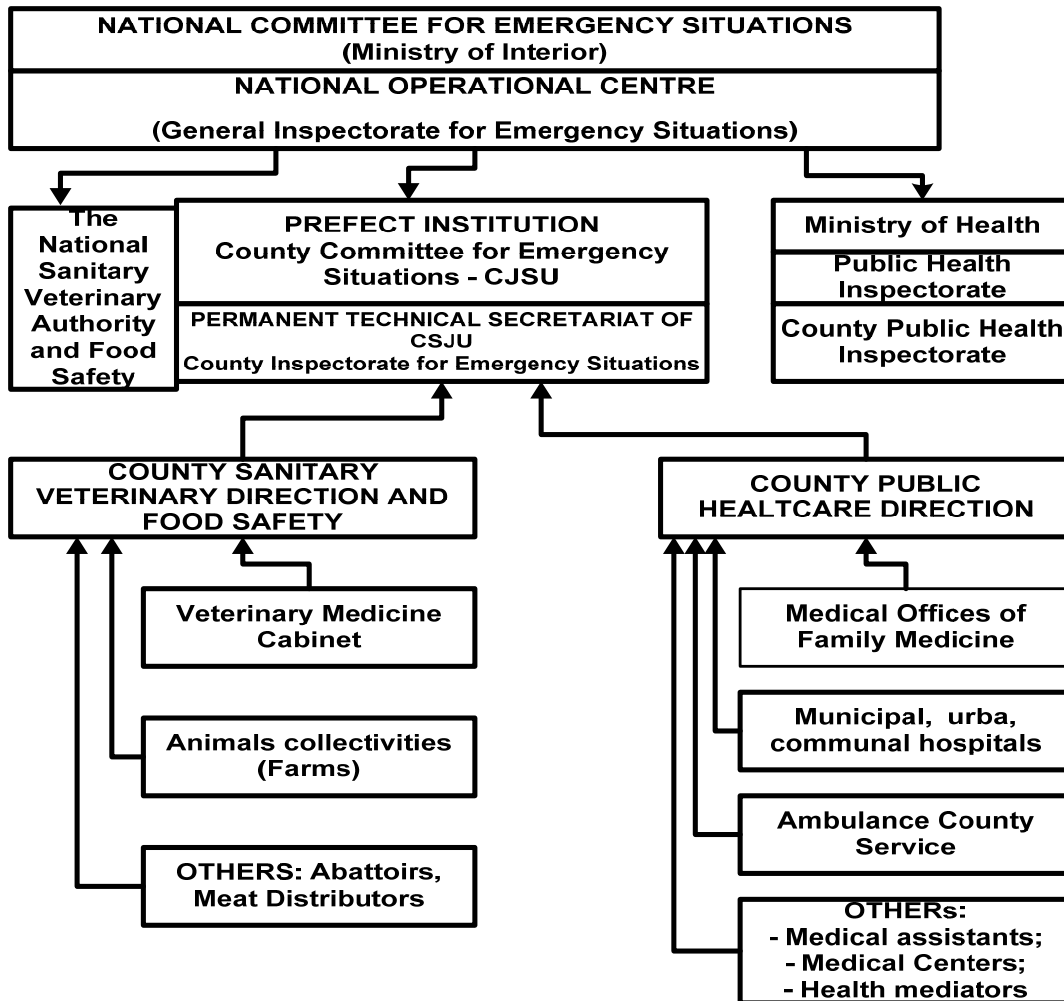 NATIONAL COMMITTEE FOR EMERGENCY SITUATIONS
(Ministry of Interior)
NATIONAL OPERATIONAL CENTRE
(General Inspectorate for Emergency Situations)
The
National
Sanitary
Veterinary
Authority
and Food
Safety
PREFECT INSTITUTION
County Committee for Emergency
Situations - CJSU
PERMANENT TECHNICAL SECRETARIAT OF
CSJU
County Inspectorate for Emergency Situations
Ministry of Health
Public Health
Inspectorate
County Public Health
Inspectorate
COUNTY SANITARY
VETERINARY DIRECTION AND
FOOD SAFETY
COUNTY PUBLIC
HEALTCARE DIRECTION
Veterinary Medicine
Cabinet
Animals collectivities
(Farms)
OTHERS: Abattoirs,
Meat Distributors
Medical Offices of
Family Medicine
Municipal, urba,
communal hospitals
Ambulance County
Service
OTHERs:
- Medical assistants;
- Medical Centers;
- Health mediators